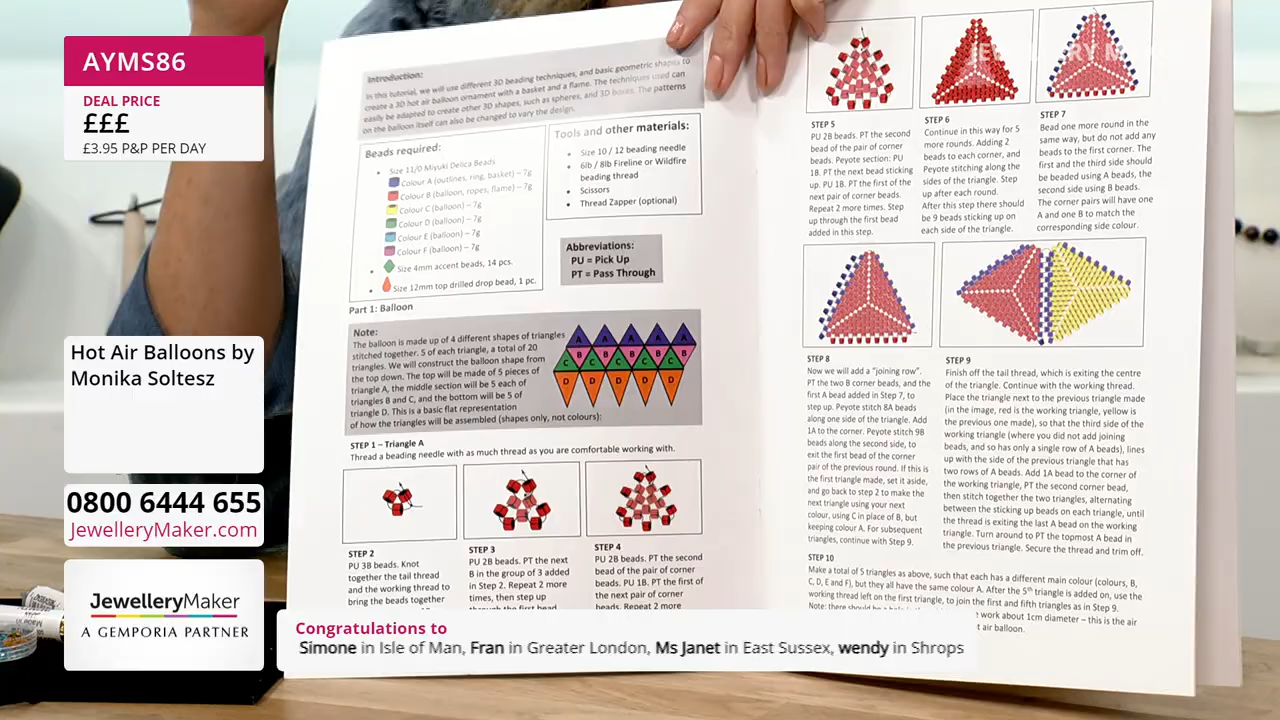 AYMS86
DEAL PRICE
£££
£3.95 P&P PER DAY
Hot Air Balloons by
Monika Soltesz
0800 6444 655
JewelleryMaker.com
JewelleryMaker
A GEMPORIA PARTNER
Congratulations to
Simone in Isle of Man, Fran in Greater London, Ms Janet in East Sussex, wendy in Shrops
Introduction:
In this tutorial, we will use different 3D beading techniques, and basic geometric shapes to
create a 3D hot air balloon ornament with a basket and a flame. The techniques used can
easily be adapted to create other 3D shapes, such as spheres, and 3D boxes. The patterns
on the balloon itself can also be changed to vary the design.
Beads required:
Size 11/0 Miyuki Delica Beads
Colour A (outlines, ring, basket) – 7g
Colour B (balloon, ropes, flame) – 7g
Colour C (balloon) – 7g
Colour D (balloon) – 7g
Colour E (balloon) – 7g
Colour F (balloon) – 7g
Size 4mm accent beads, 14 pcs.
Size 12mm top drilled drop bead, 1 pc.
Tools and other materials:
Size 10 / 12 beading needle
6lb / 8lb Fireline or Wildfire
beading thread
Scissors
Thread Zapper (optional)
Abbreviations:
PU = Pick Up
PT = Pass Through
Part 1: Balloon
Note:
The balloon is made up of 4 different shapes of triangles
stitched together. 5 of each triangle, a total of 20
triangles. We will construct the balloon shape from
the top down. The top will be made of 5 pieces of
triangle A, the middle section will be 5 each of
triangles B and C, and the bottom will be 5 of
triangle D. This is a basic flat representation
of how the triangles will be assembled (shapes only, not colours):
A A A A A
B B B B B
C C C C C
D D D D D
STEP 1 – Triangle A
Thread a beading needle with as much thread as you are comfortable working with.
STEP 2
PU 3B beads. Knot
together the tail thread
and the working thread to
bring the beads together
STEP 3
PU 2B beads. PT the next
B in the group of 3 added
in Step 2. Repeat 2 more
times, then step up
through the first bead
STEP 4
PU 2B beads. PT the second
bead of the pair of corner
beads. PU 1B. PT the first of
the next pair of corner
beads. Repeat 2 more
STEP 5
PU 2B beads. PT the second
of the pair of corner
beads. Peyote section: PU
1B. PT the next bead sticking
up. PU 1B. PT the first of the
next pair of corner beads.
Repeat 2 more times. Step
up through the first bead
added in this step.
STEP 6
Continue in this way for 5
more rounds. Adding 2
beads to each corner, and
Peyote stitching along the
sides of the triangle. Step
up after each round.
After this step there should
be 9 beads sticking up on
each side of the triangle.
STEP 7
Bead one more round in the
same way, but do not add any
beads to the first corner. The
first and the third side should
be beaded using A beads, the
second side using B beads.
The corner pairs will have one
A and one B to match the
corresponding side colour.
STEP 8
Now we will add a "joining row".
PT the two B corner beads, and the
first A bead added in Step 7, to
step up. Peyote stitch 8A beads
along one side of the triangle. Add
1A to the corner. Peyote stitch 9B
beads along the second side, to
exit the first bead of the corner
pair of the previous round. If this is
the first triangle made, set it aside,
and go back to step 2 to make the
next triangle using your next
colour, using C in place of B, but
keeping colour A. For subsequent
triangles, continue with Step 9.
STEP 9
Finish off the tail thread, which is exiting the centre
of the triangle. Continue with the working thread.
Place the triangle next to the previous triangle made
(in the image, red is the working triangle, yellow is
the previous one made), so that the third side of the
working triangle (where you did not add joining
beads, and so has only a single row of A beads), lines
up with the side of the previous triangle that has
two rows of A beads. Add 1A bead to the corner of
the working triangle, PT the second corner bead,
then stitch together the two triangles, alternating
between the sticking up beads on each triangle, until
the thread is exiting the last A bead on the working
triangle. Turn around to PT the topmost A bead in
the previous triangle. Secure the thread and trim off.
STEP 10
Make a total of 5 triangles as above, such that each has a different main colour (colours, B,
C, D, E and F), but they all have the same colour A. After the 5th triangle is added on, use the
working thread left on the first triangle, to join the first and fifth triangles as in Step 9.
Note: there should be a hole
work about 1cm diameter – this is the air
t air balloon.